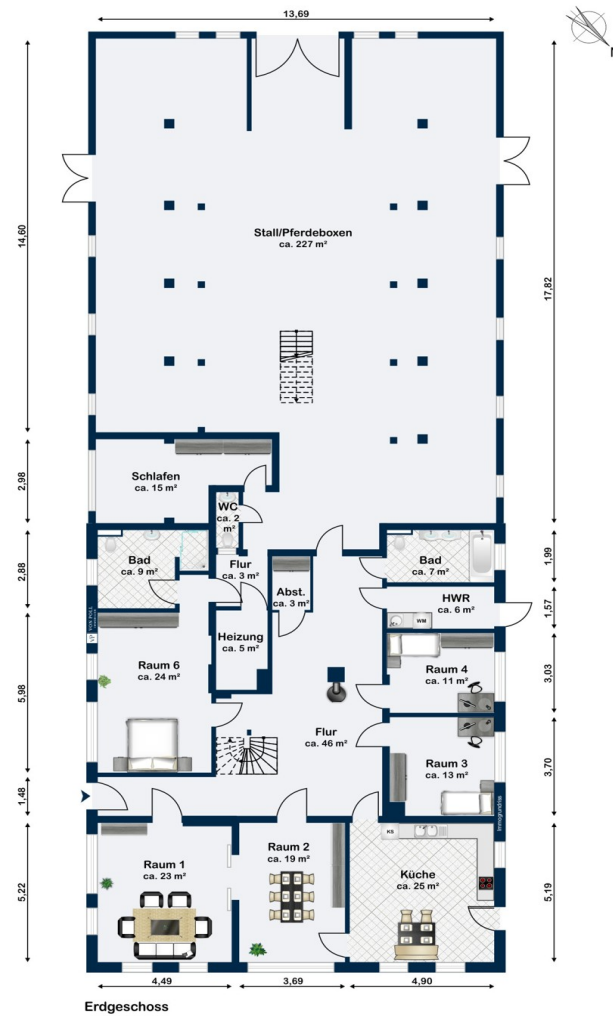 13,69
N
14,60
17,82
Stall/Pferdeboxen
ca. 227 m²
2,98
Schlafen
ca. 15 m²
WC
ca. 2
m²
2,88
Bad
ca. 9 m²
Flur
ca. 3 m²
Abst.
ca. 3 m²
Bad
ca. 7 m²
1,99
HWR
ca. 6 m²
WM
1,57
VP VON POLL
Heizung
ca. 5 m²
5,98
Raum 6
ca. 24 m²
Raum 4
ca. 11 m²
3,03
Flur
ca. 46 m²
Raum 3
ca. 13 m²
3,70
1,48
immogrundriss
5,22
Raum 1
ca. 23 m²
Raum 2
ca. 19 m²
KS
Küche
ca. 25 m²
5,19
4,49
3,69
4,90
Erdgeschoss